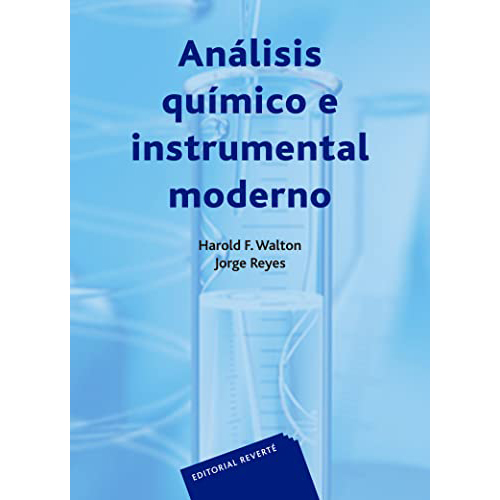 Análisis
químico e
instrumental
moderno
Harold F. Walton
Jorge Reyes
EDITORIAL REVERTÉ